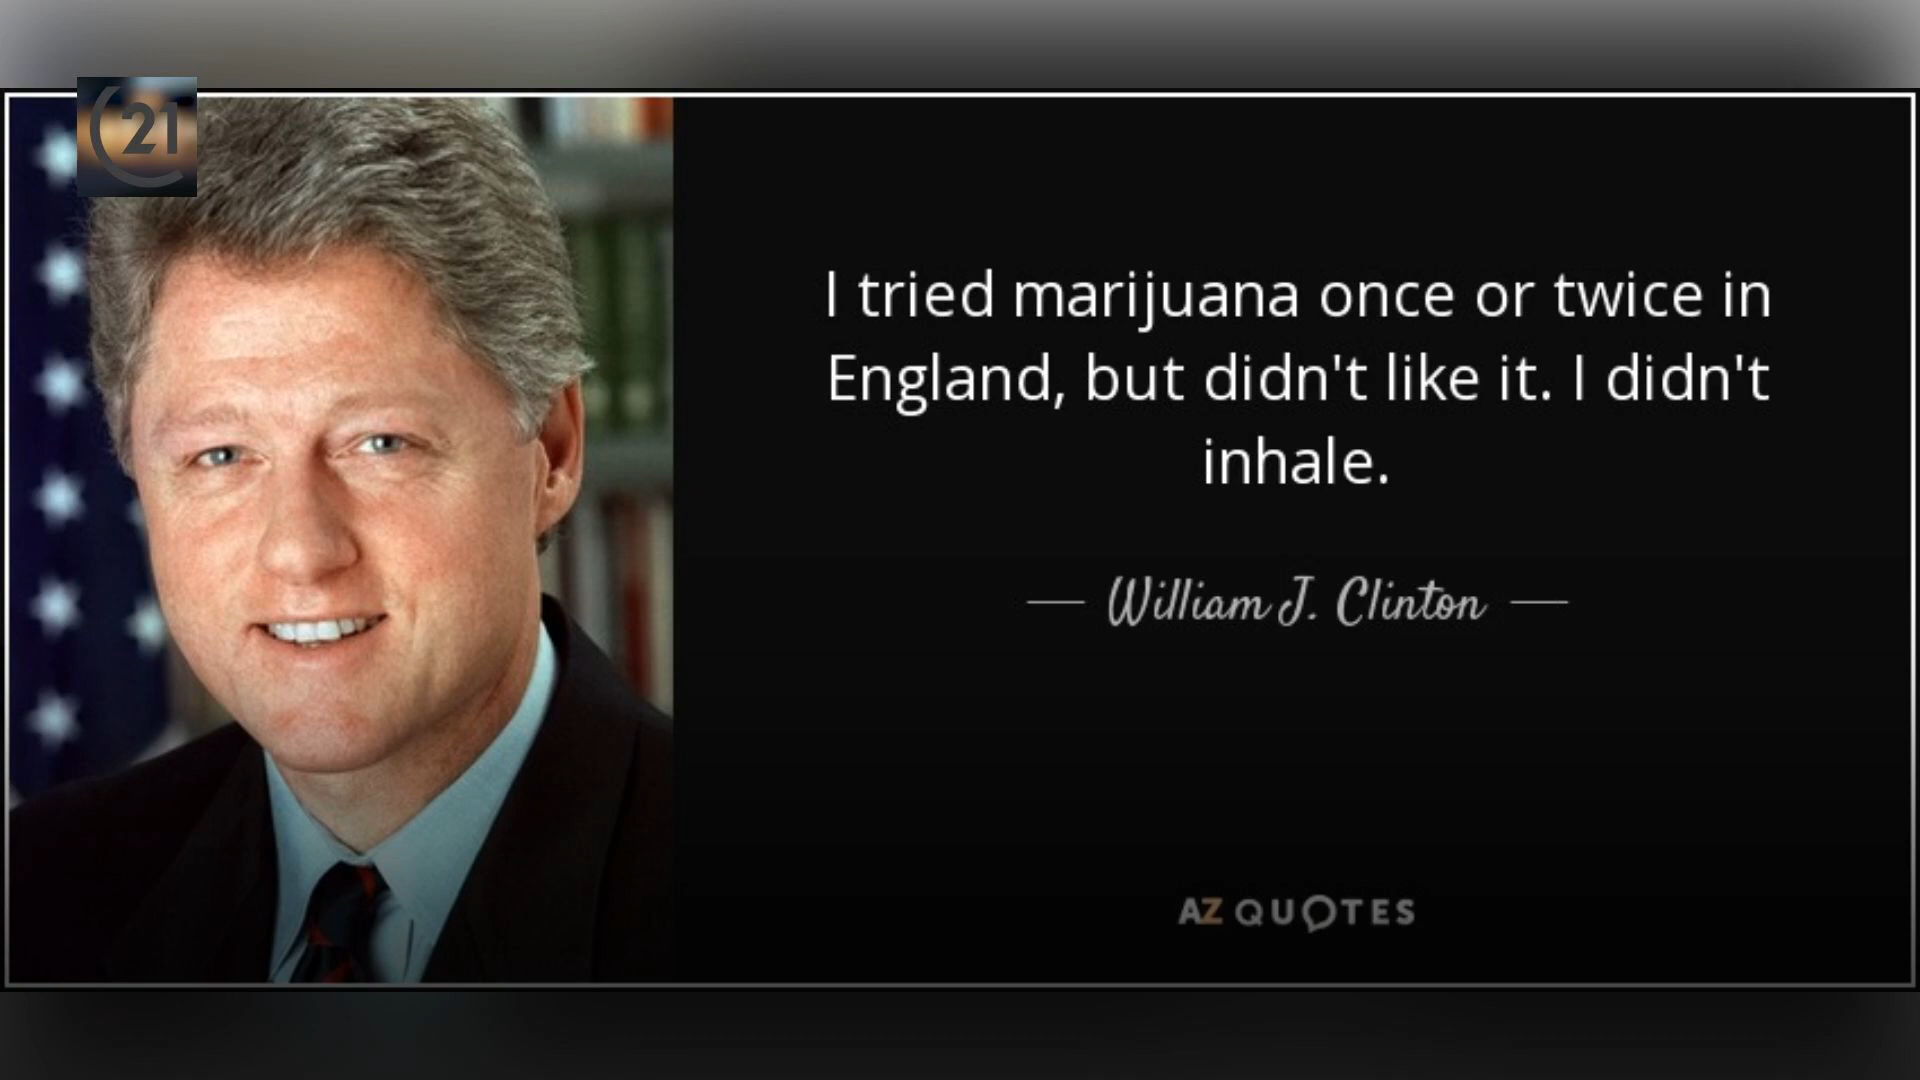 21
I tried marijuana once or twice in
England, but didn't like it. I didn't
inhale.
— William J. Clinton —
AZ QUOTES